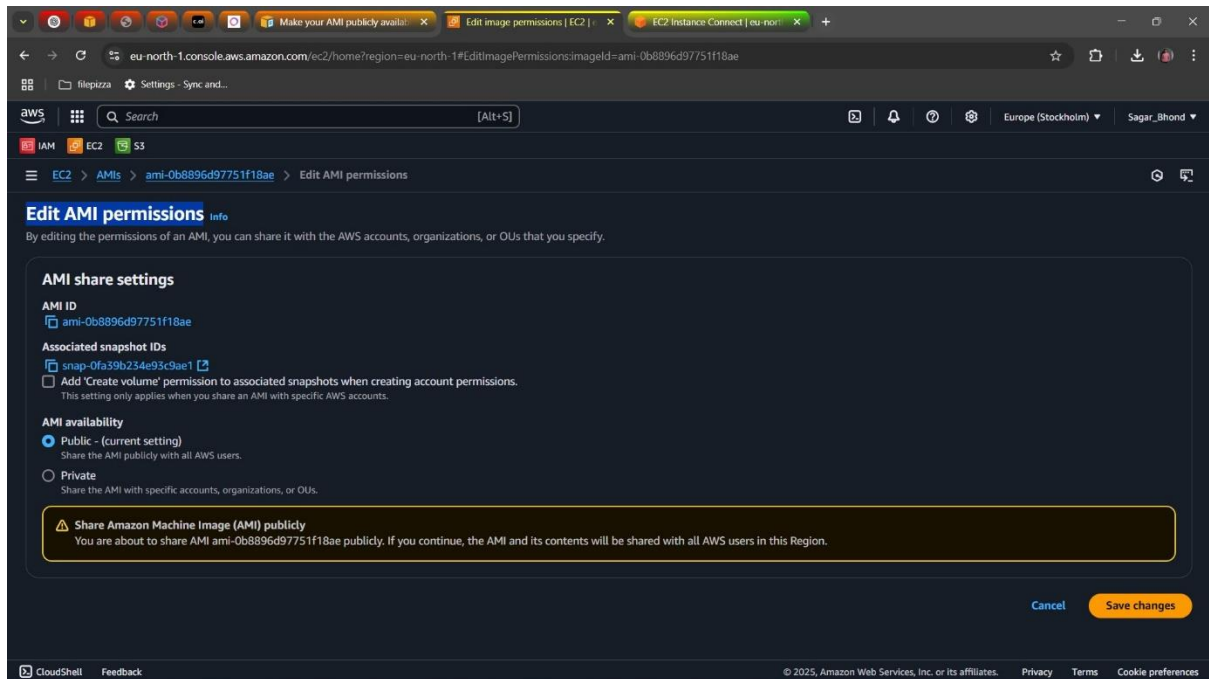 Make your AMI publicly availab
Edit image permissions | EC2 | e
EC2 Instance Connect | eu-nort
eu-north-1.console.aws.amazon.com/ec2/home?region=eu-north-1#EditImagePermissions:imageId=ami-0b8896d97751f18ae
filepizza
Settings - Sync and...
aws
Search
[Alt+S]
Europe (Stockholm)
Sagar_Bhond
IAM
EC2
S3
EC2 > AMIs > ami-0b8896d97751f18ae > Edit AMI permissions
Edit AMI permissions Info
By editing the permissions of an AMI, you can share it with the AWS accounts, organizations, or OUs that you specify.
AMI share settings
AMI ID
ami-0b8896d97751f18ae
Associated snapshot IDs
snap-0fa39b234e93c9ae1
Add 'Create volume' permission to associated snapshots when creating account permissions.
This setting only applies when you share an AMI with specific AWS accounts.
AMI availability
Public - (current setting)
Share the AMI publicly with all AWS users.
Private
Share the AMI with specific accounts, organizations, or OUs.
Share Amazon Machine Image (AMI) publicly
You are about to share AMI ami-0b8896d97751f18ae publicly. If you continue, the AMI and its contents will be shared with all AWS users in this Region.
Cancel
Save changes
CloudShell
Feedback
© 2025, Amazon Web Services, Inc. or its affiliates.
Privacy
Terms
Cookie preferences